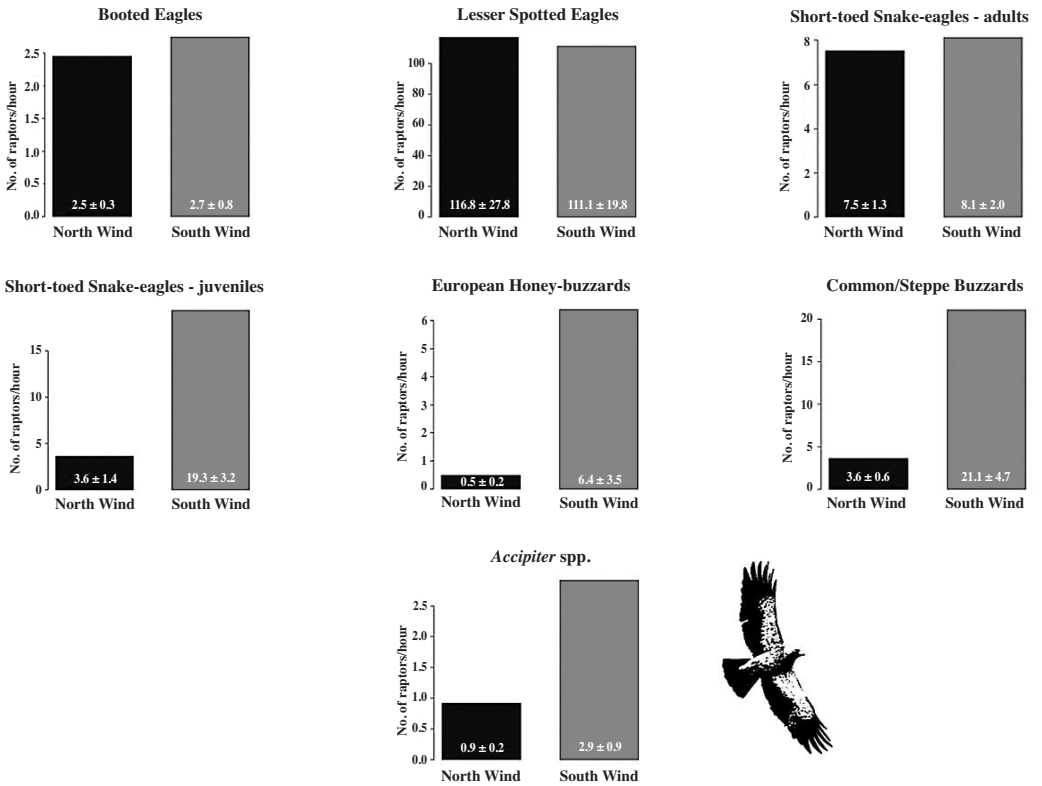 Booted Eagles
No. of raptors/hour
2.5
2.0
1.5
1.0
0.5
0.0
2.5 ± 0.3
2.7 ± 0.8
North Wind
South Wind
Lesser Spotted Eagles
No. of raptors/hour
100
80
60
40
20
0
116.8 ± 27.8
111.1 ± 19.8
North Wind
South Wind
Short-toed Snake-eagles - adults
No. of raptors/hour
8
6
4
2
0
7.5 ± 1.3
8.1 ± 2.0
North Wind
South Wind
Short-toed Snake-eagles - juveniles
No. of raptors/hour
15
10
5
0
3.6 ± 1.4
19.3 ± 3.2
North Wind
South Wind
European Honey-buzzards
No. of raptors/hour
6
5
4
3
2
1
0
0.5 ± 0.2
6.4 ± 3.5
North Wind
South Wind
Common/Steppe Buzzards
No. of raptors/hour
20
15
10
5
0
3.6 ± 0.6
21.1 ± 4.7
North Wind
South Wind
Accipiter spp.
No. of raptors/hour
2.5
2.0
1.5
1.0
0.5
0.0
0.9 ± 0.2
2.9 ± 0.9
North Wind
South Wind